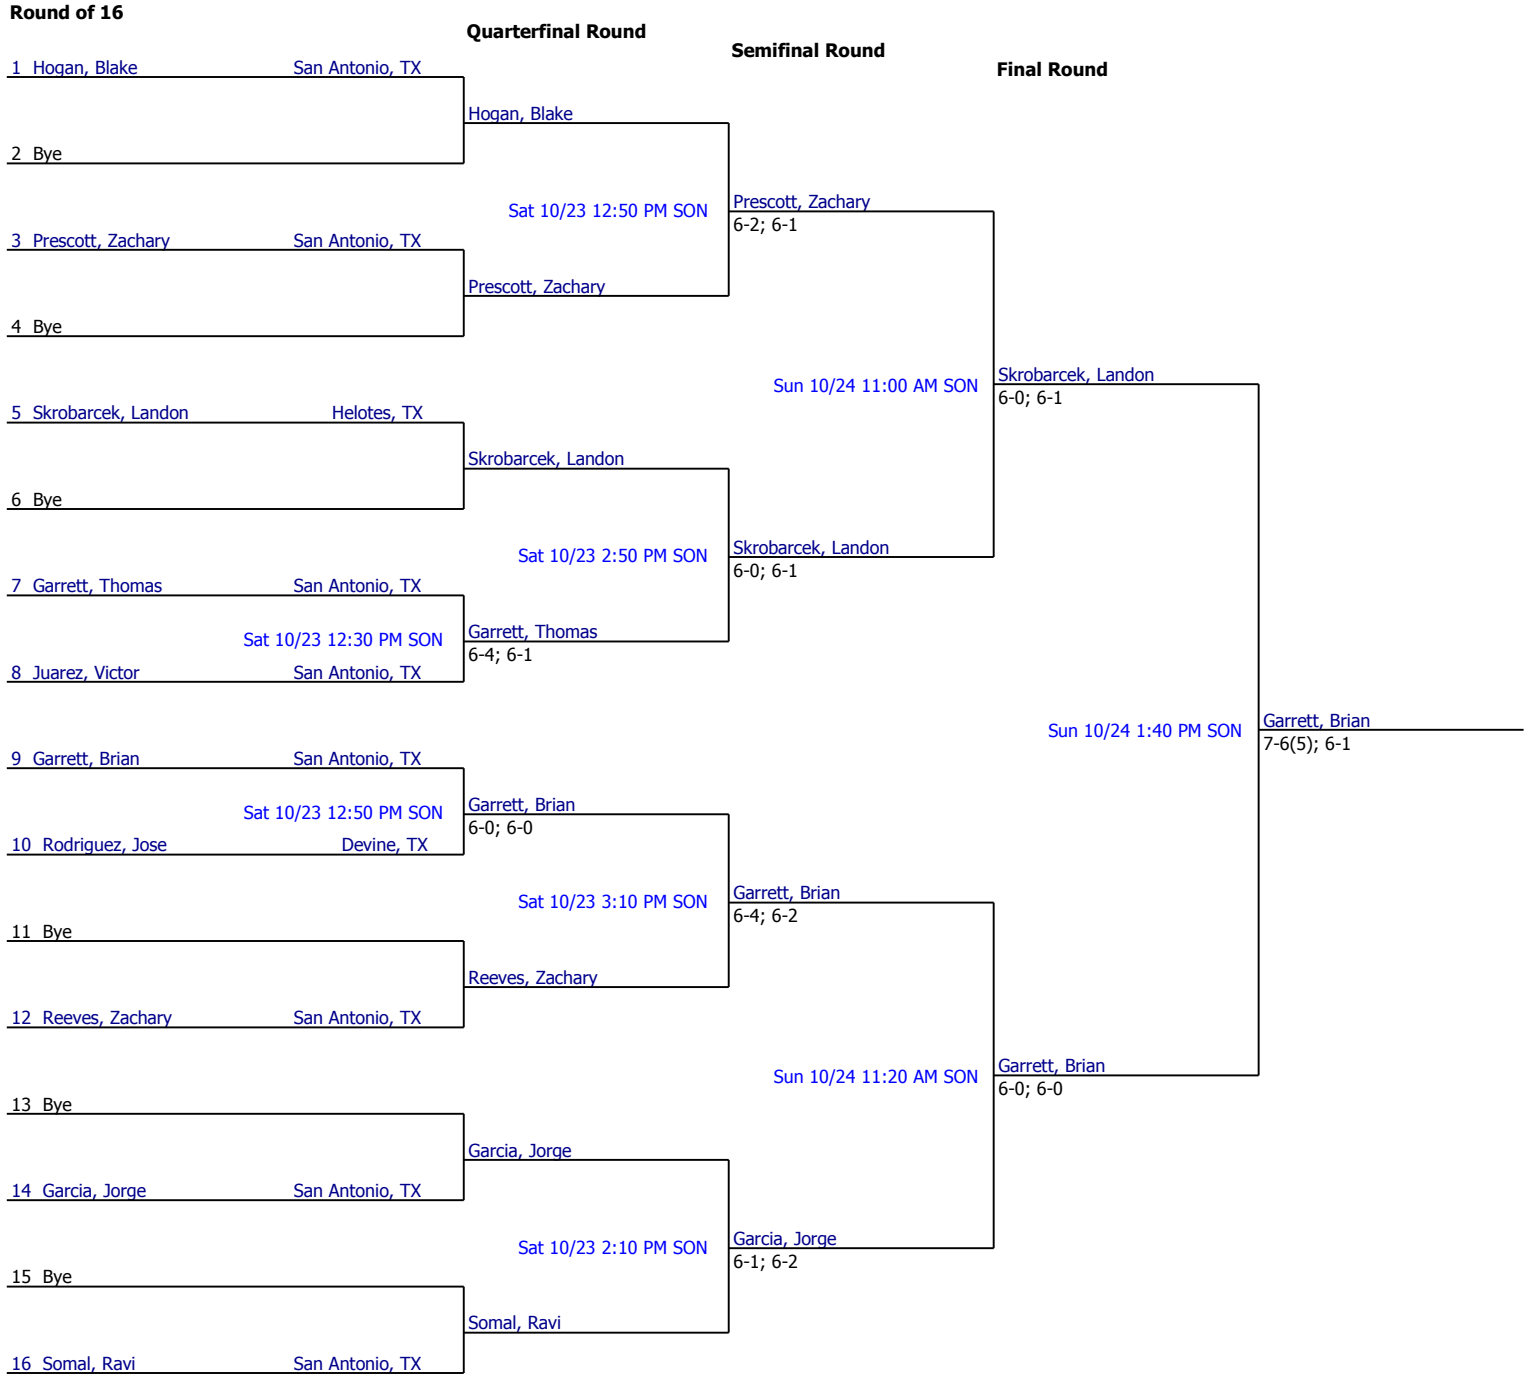 Round of 16
Quarterfinal Round
Semifinal Round
Final Round
1 Hogan, Blake San Antonio, TX
Hogan, Blake
2 Bye
Sat 10/23 12:50 PM SON
Prescott, Zachary
6-2; 6-1
3 Prescott, Zachary San Antonio, TX
Prescott, Zachary
4 Bye
Sun 10/24 11:00 AM SON
Skrobarcek, Landon
6-0; 6-1
5 Skrobarcek, Landon Helotes, TX
Skrobarcek, Landon
6 Bye
Sat 10/23 2:50 PM SON
Skrobarcek, Landon
6-0; 6-1
7 Garrett, Thomas San Antonio, TX
Sat 10/23 12:30 PM SON
Garrett, Thomas
6-4; 6-1
8 Juarez, Victor San Antonio, TX
Sun 10/24 1:40 PM SON
Garrett, Brian
7-6(5); 6-1
9 Garrett, Brian San Antonio, TX
Sat 10/23 12:50 PM SON
Garrett, Brian
6-0; 6-0
10 Rodriguez, Jose Devine, TX
Sat 10/23 3:10 PM SON
Garrett, Brian
6-4; 6-2
11 Bye
Reeves, Zachary
12 Reeves, Zachary San Antonio, TX
Sun 10/24 11:20 AM SON
Garrett, Brian
6-0; 6-0
13 Bye
Garcia, Jorge
14 Garcia, Jorge San Antonio, TX
Sat 10/23 2:10 PM SON
Garcia, Jorge
6-1; 6-2
15 Bye
Somal, Ravi
16 Somal, Ravi San Antonio, TX